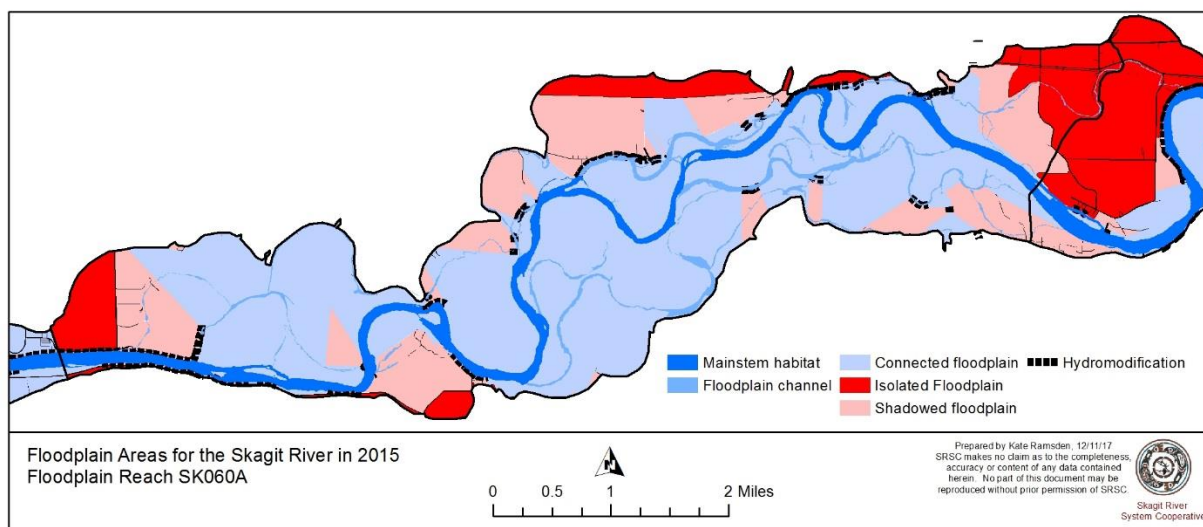 Mainstem habitat
Floodplain channel
Connected floodplain
Isolated Floodplain
Shadowed floodplain
Hydromodification
Floodplain Areas for the Skagit River in 2015
Floodplain Reach SK060A
N
0 0.5 1 2 Miles
Prepared by Kate Ramsden, 12/11/17
SRSC makes no claim as to the completeness,
accuracy or content of any data contained
herein. No part of this document may be
reproduced without prior permission of SRSC.
Skagit River
System Cooperative